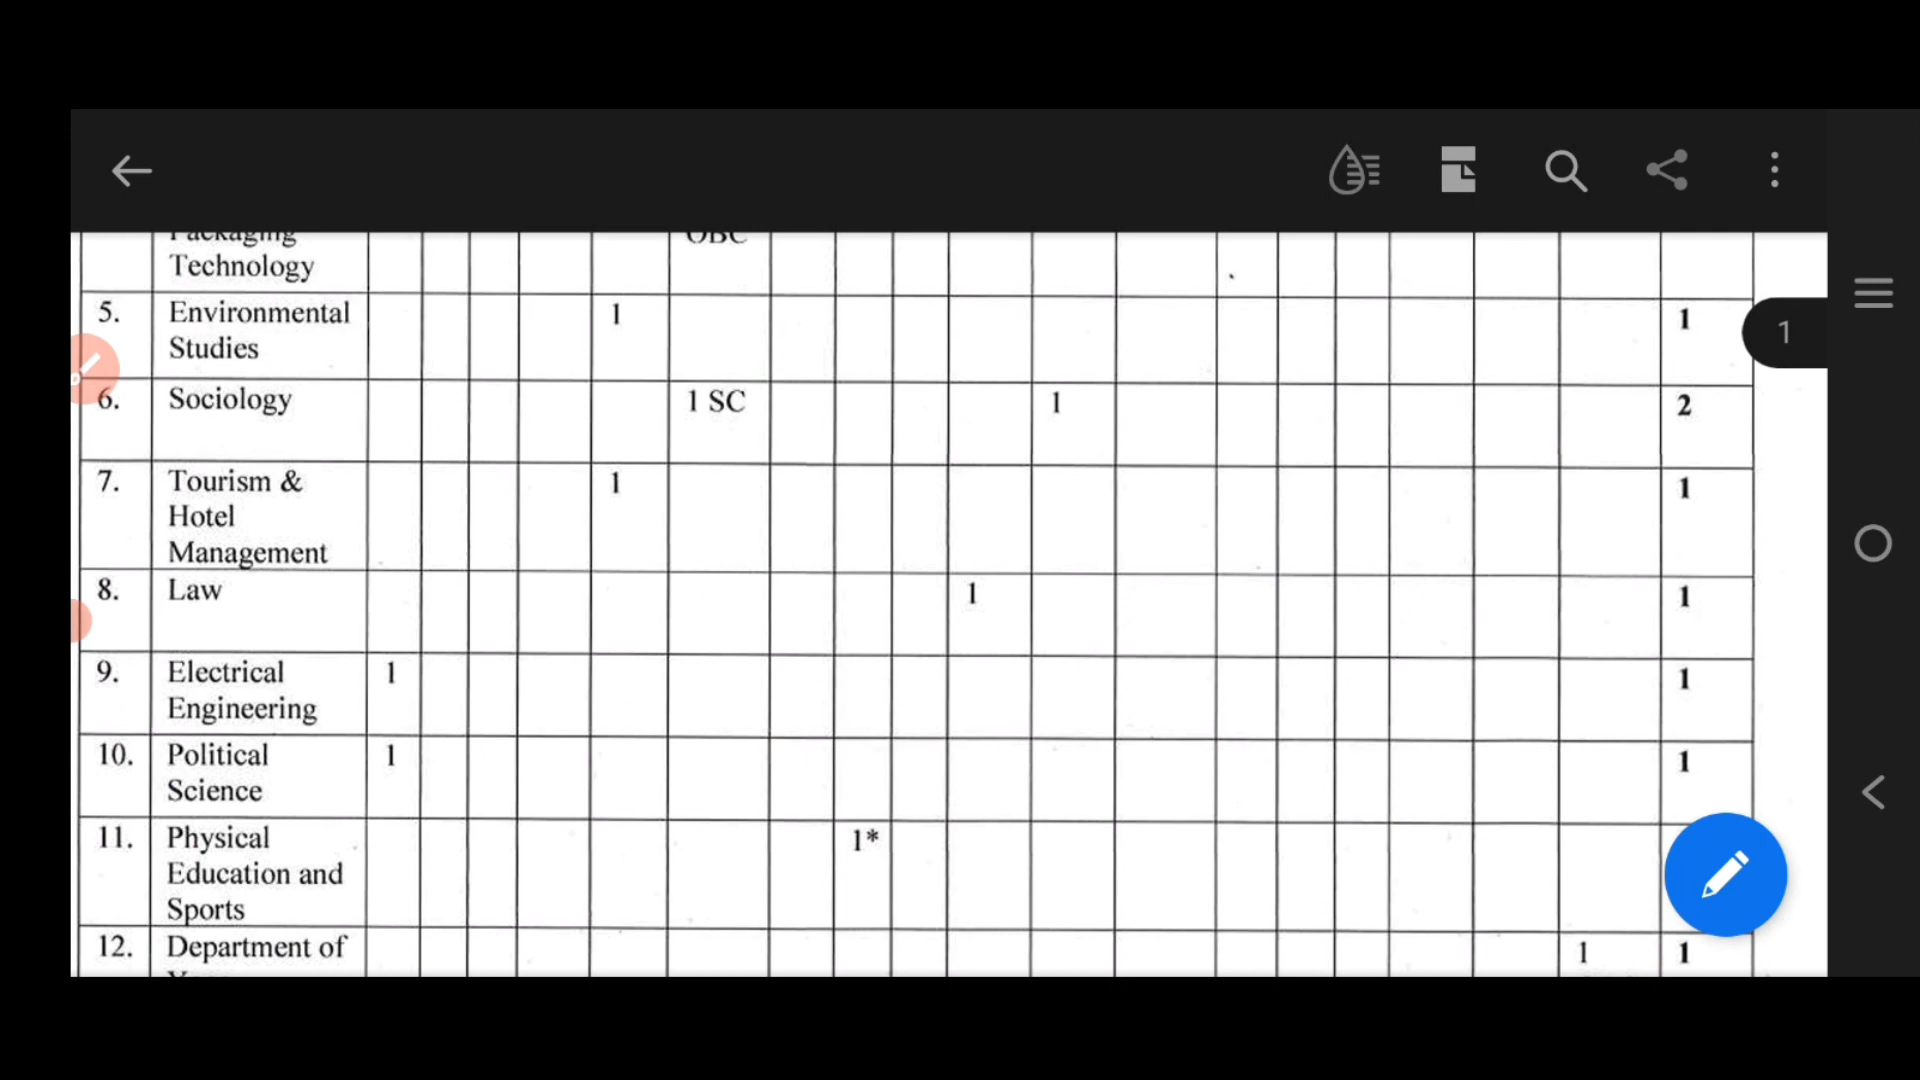 Packaging OBC
Technology
5. Environmental 1 1
Studies
6. Sociology 1 SC 1 2
7. Tourism & 1 1
Hotel
Management
8. Law 1 1
9. Electrical 1 1
Engineering
10. Political 1 1
Science
11. Physical 1*
Education and
Sports
12. Department of 1 1
1